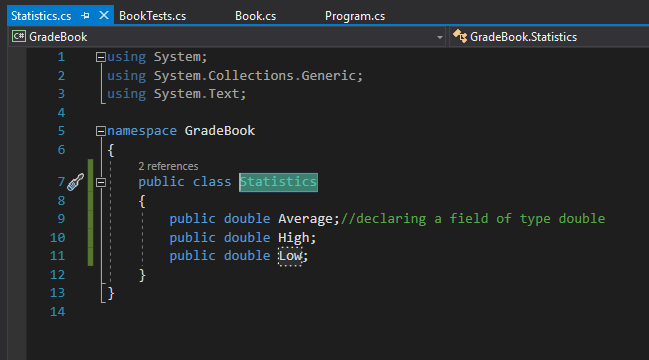 Statistics.cs BookTests.cs Book.cs Program.cs
C# GradeBook GradeBook.Statistics
1 using System;
2 using System.Collections.Generic;
3 using System.Text;
4
5 namespace GradeBook
6 {
2 references
7 public class Statistics
8 {
9 public double Average;//declaring a field of type double
10 public double High;
11 public double Low;
12 }
13 }
14